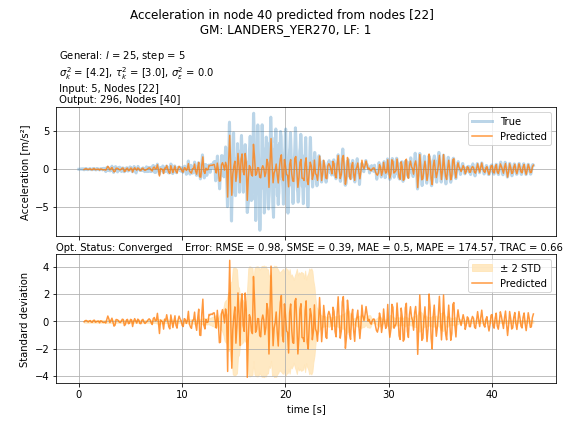 Acceleration in node 40 predicted from nodes [22]
GM: LANDERS_YER270, LF: 1
General: l = 25, step = 5
σ²ₖ = [4.2], τ²ₖ = [3.0], σ²ε = 0.0
Input: 5, Nodes [22]
Output: 296, Nodes [40]
True
Predicted
Acceleration [m/s²]
5
0
−5
Opt. Status: Converged Error: RMSE = 0.98, SMSE = 0.39, MAE = 0.5, MAPE = 174.57, TRAC = 0.66
± 2 STD
Predicted
Standard deviation
4
2
0
−2
−4
0 10 20 30 40
time [s]